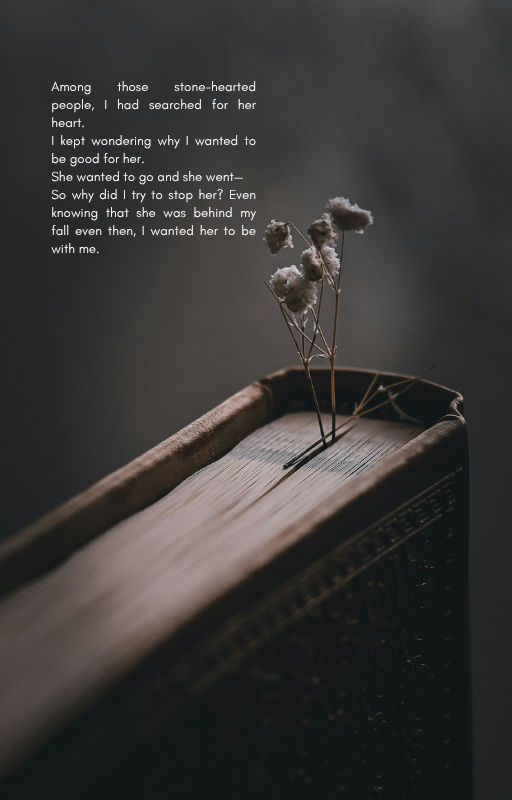 Among those stone-hearted
people, I had searched for her
heart.
I kept wondering why I wanted to
be good for her.
She wanted to go and she went—
So why did I try to stop her? Even
knowing that she was behind my
fall even then, I wanted her to be
with me.